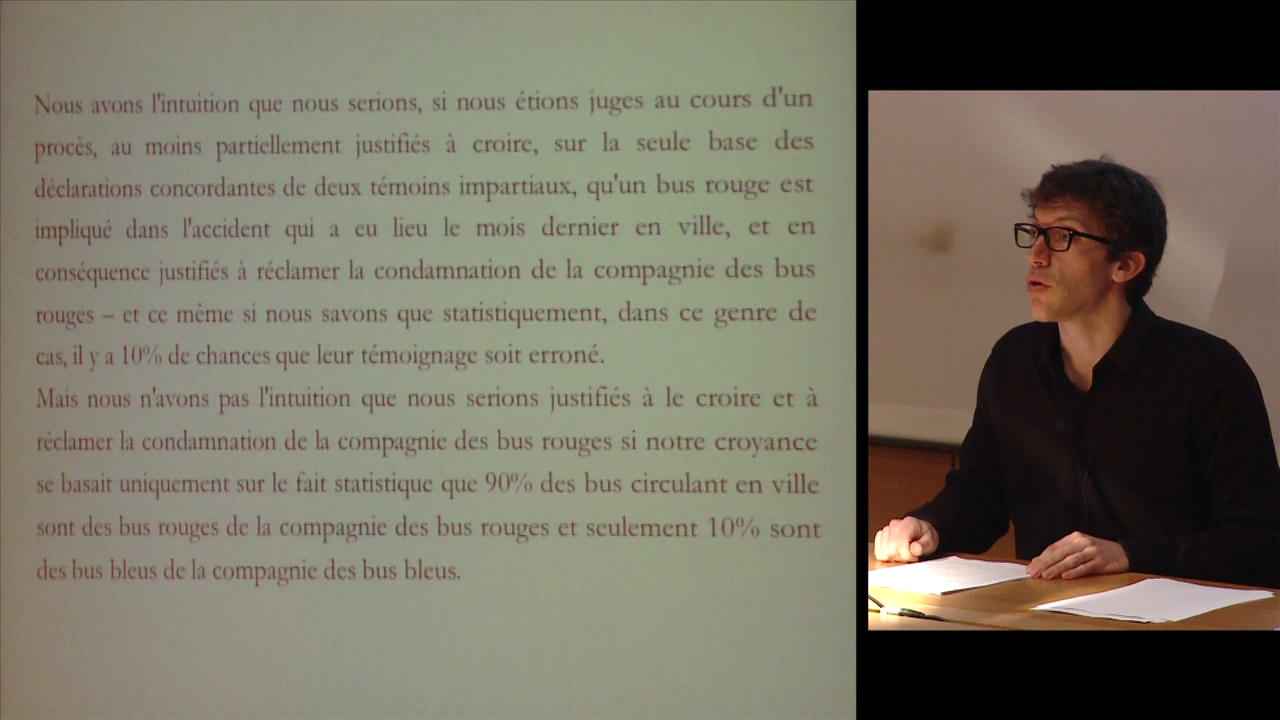 Nous avons l'intuition que nous serions, si nous étions juges au cours d'un
procès, au moins partiellement justifiés à croire, sur la seule base des
déclarations concordantes de deux témoins impartiaux, qu'un bus rouge est
impliqué dans l'accident qui a eu lieu le mois dernier en ville, et en
conséquence justifiés à réclamer la condamnation de la compagnie des bus
rouges – et ce même si nous savons que statistiquement, dans ce genre de
cas, il y a 10% de chances que leur témoignage soit erroné.
Mais nous n'avons pas l'intuition que nous serions justifiés à le croire et à
réclamer la condamnation de la compagnie des bus rouges si notre croyance
se basait uniquement sur le fait statistique que 90% des bus circulant en ville
sont des bus rouges de la compagnie des bus rouges et seulement 10% sont
des bus bleus de la compagnie des bus bleus.